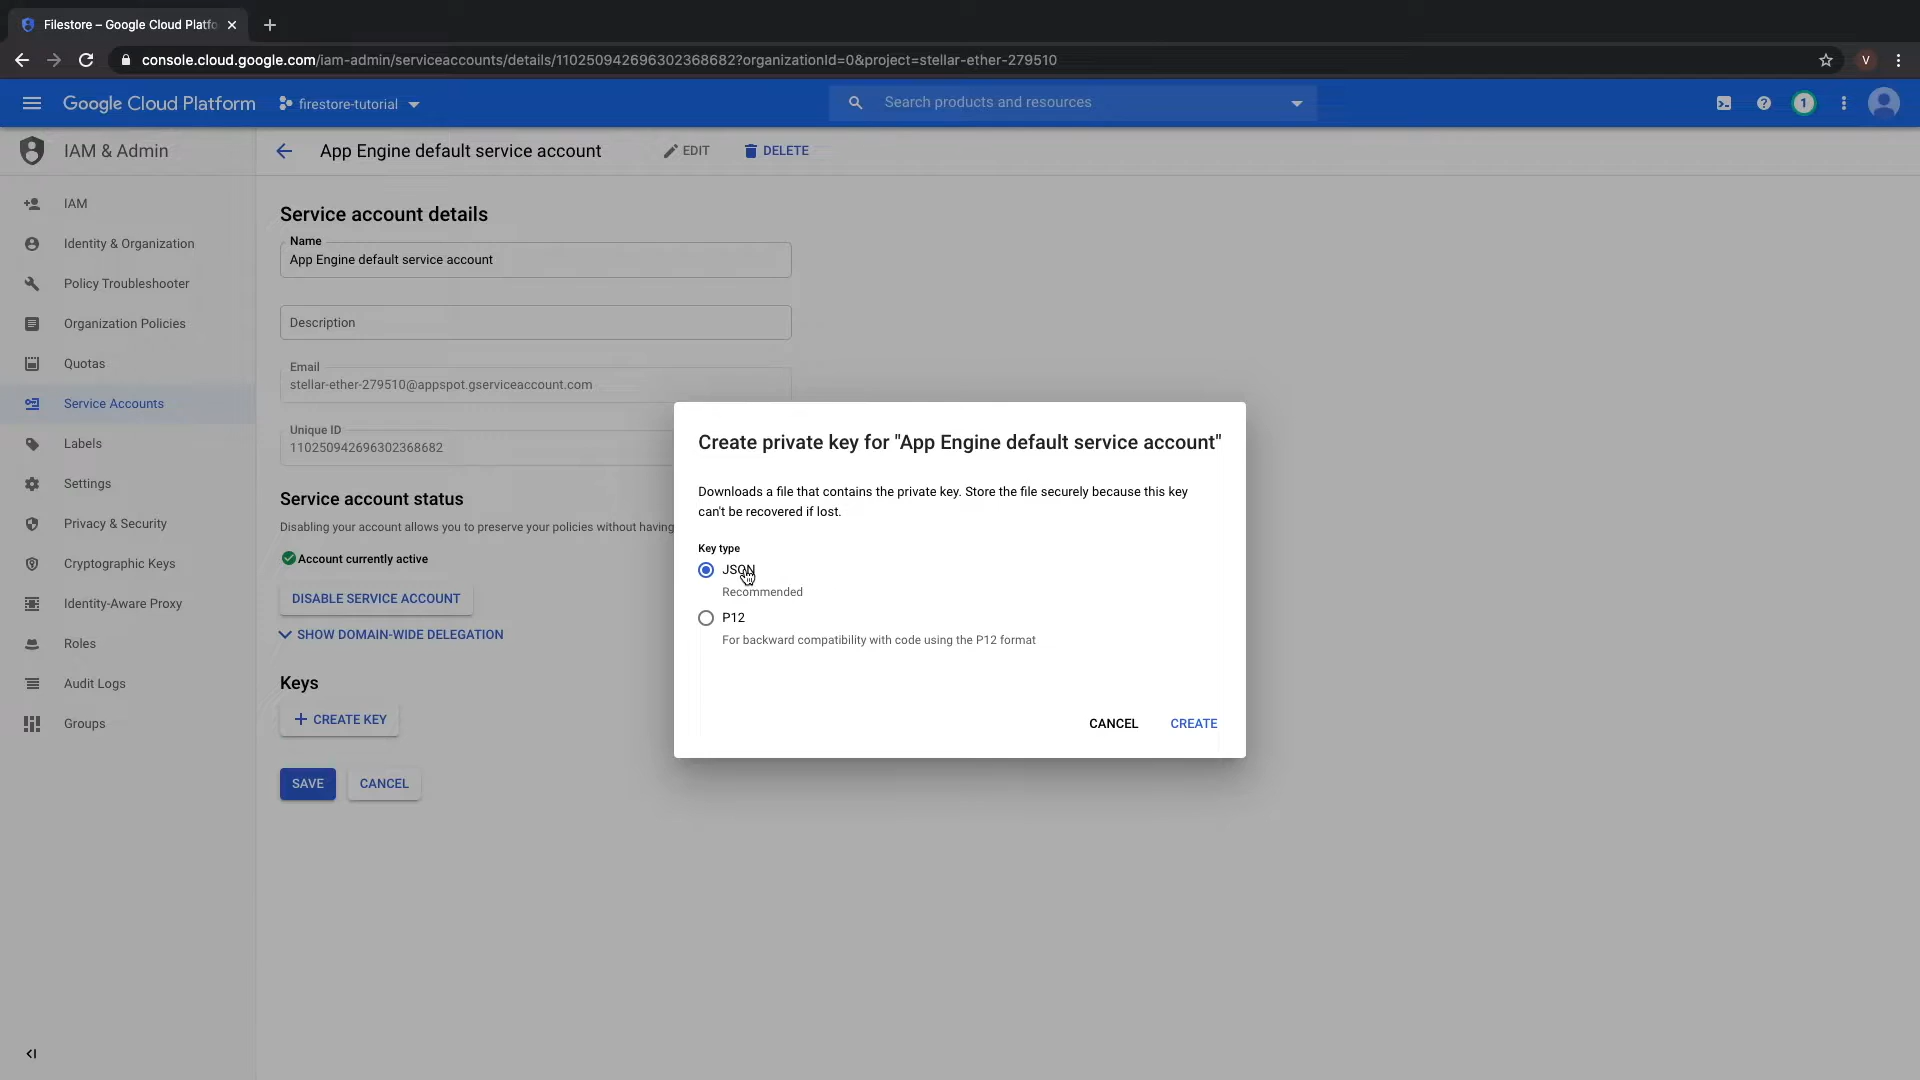 Filestore – Google Cloud Platfo
console.cloud.google.com/iam-admin/serviceaccounts/details/110250942696302368682?organizationId=0&project=stellar-ether-279510
V
Google Cloud Platform
firestore-tutorial
Search products and resources
1
IAM & Admin
App Engine default service account
EDIT
DELETE
IAM
Identity & Organization
Policy Troubleshooter
Organization Policies
Quotas
Service Accounts
Labels
Settings
Privacy & Security
Cryptographic Keys
Identity-Aware Proxy
Roles
Audit Logs
Groups
Service account details
Name
App Engine default service account
Description
Email
stellar-ether-279510@appspot.gserviceaccount.com
Unique ID
110250942696302368682
Service account status
Disabling your account allows you to preserve your policies without having
Account currently active
DISABLE SERVICE ACCOUNT
SHOW DOMAIN-WIDE DELEGATION
Keys
CREATE KEY
SAVE
CANCEL
Create private key for "App Engine default service account"
Downloads a file that contains the private key. Store the file securely because this key
can't be recovered if lost.
Key type
JSON
Recommended
P12
For backward compatibility with code using the P12 format
CANCEL
CREATE